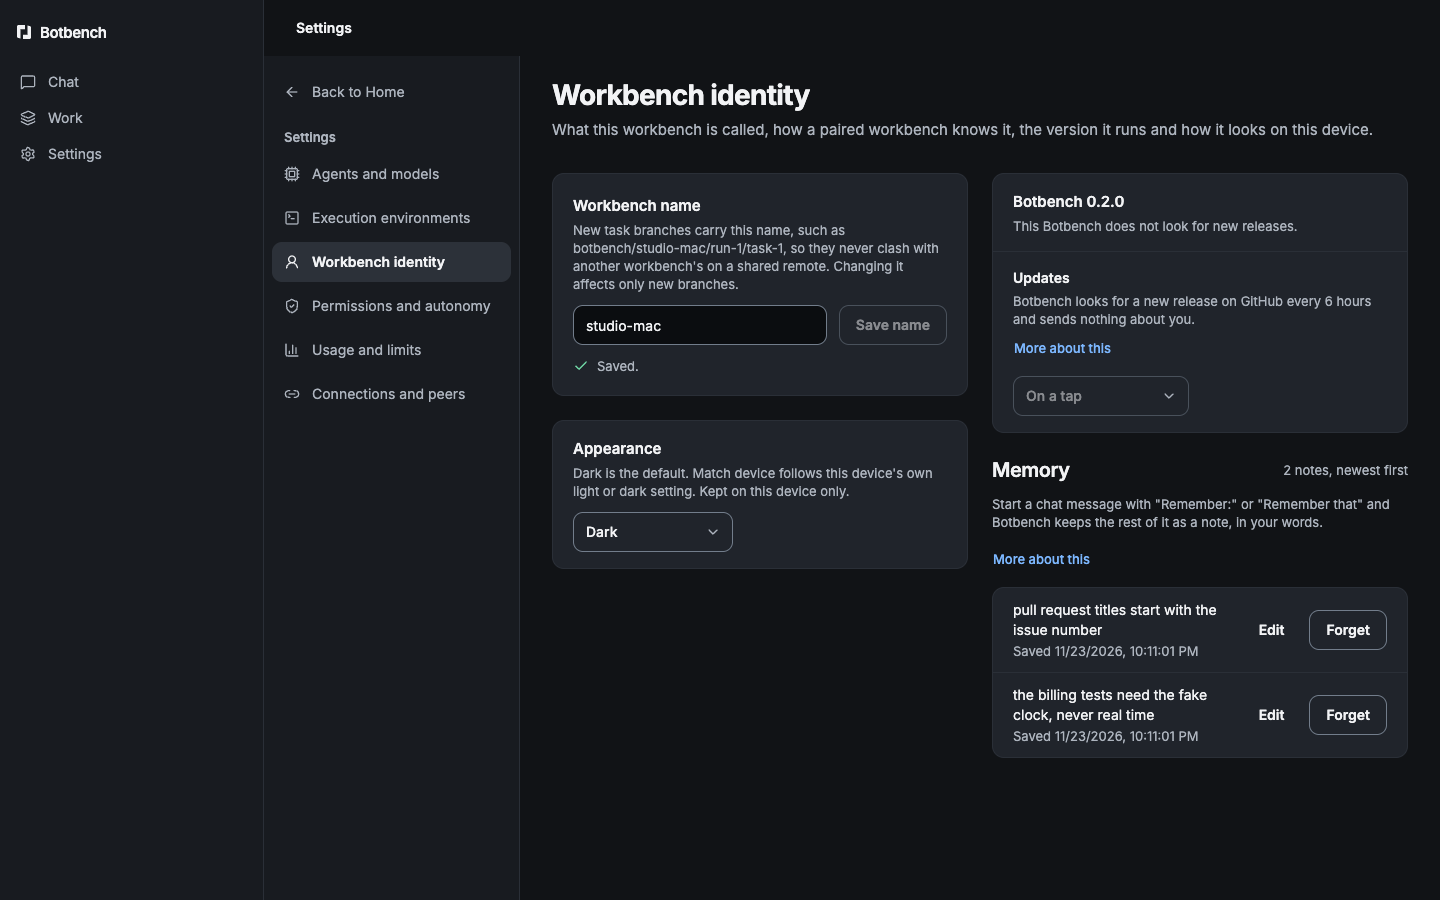 Botbench
Chat
Work
Settings
Settings
Back to Home
Settings
Agents and models
Execution environments
Workbench identity
Permissions and autonomy
Usage and limits
Connections and peers
Workbench identity
What this workbench is called, how a paired workbench knows it, the version it runs and how it looks on this device.
Workbench name
New task branches carry this name, such as
botbench/studio-mac/run-1/task-1, so they never clash with
another workbench's on a shared remote. Changing it
affects only new branches.
studio-mac
Save name
Saved.
Appearance
Dark is the default. Match device follows this device's own
light or dark setting. Kept on this device only.
Dark
Botbench 0.2.0
This Botbench does not look for new releases.
Updates
Botbench looks for a new release on GitHub every 6 hours
and sends nothing about you.
More about this
On a tap
Memory
2 notes, newest first
Start a chat message with "Remember:" or "Remember that" and
Botbench keeps the rest of it as a note, in your words.
More about this
pull request titles start with the
issue number
Saved 11/23/2026, 10:11:01 PM
Edit
Forget
the billing tests need the fake
clock, never real time
Saved 11/23/2026, 10:11:01 PM
Edit
Forget